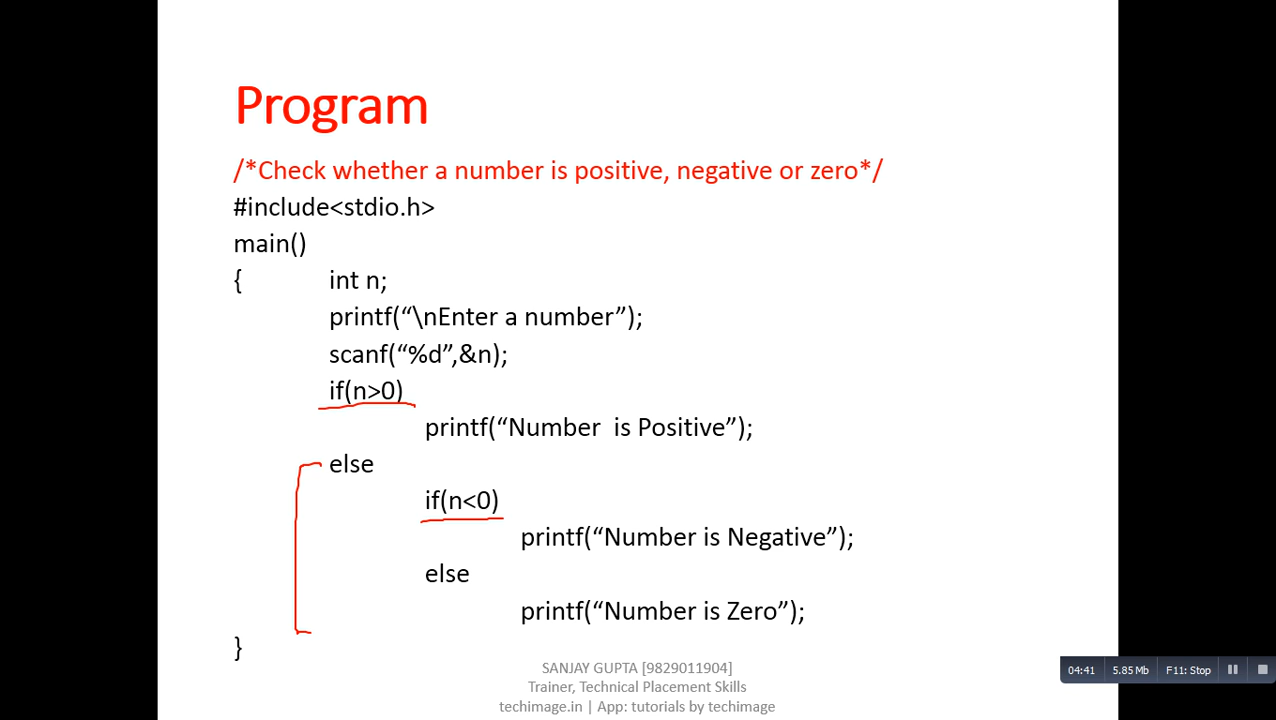 Program
/*Check whether a number is positive, negative or zero*/
#include<stdio.h>
main()
{ int n;
printf(“\nEnter a number”);
scanf(“%d”,&n);
if(n>0)
printf(“Number  is Positive”);
else
if(n<0)
printf(“Number is Negative”);
else
printf(“Number is Zero”);
}
SANJAY GUPTA [9829011904]
Trainer, Technical Placement Skills
techimage.in | App: tutorials by techimage
04:41 5.85 Mb F11: Stop